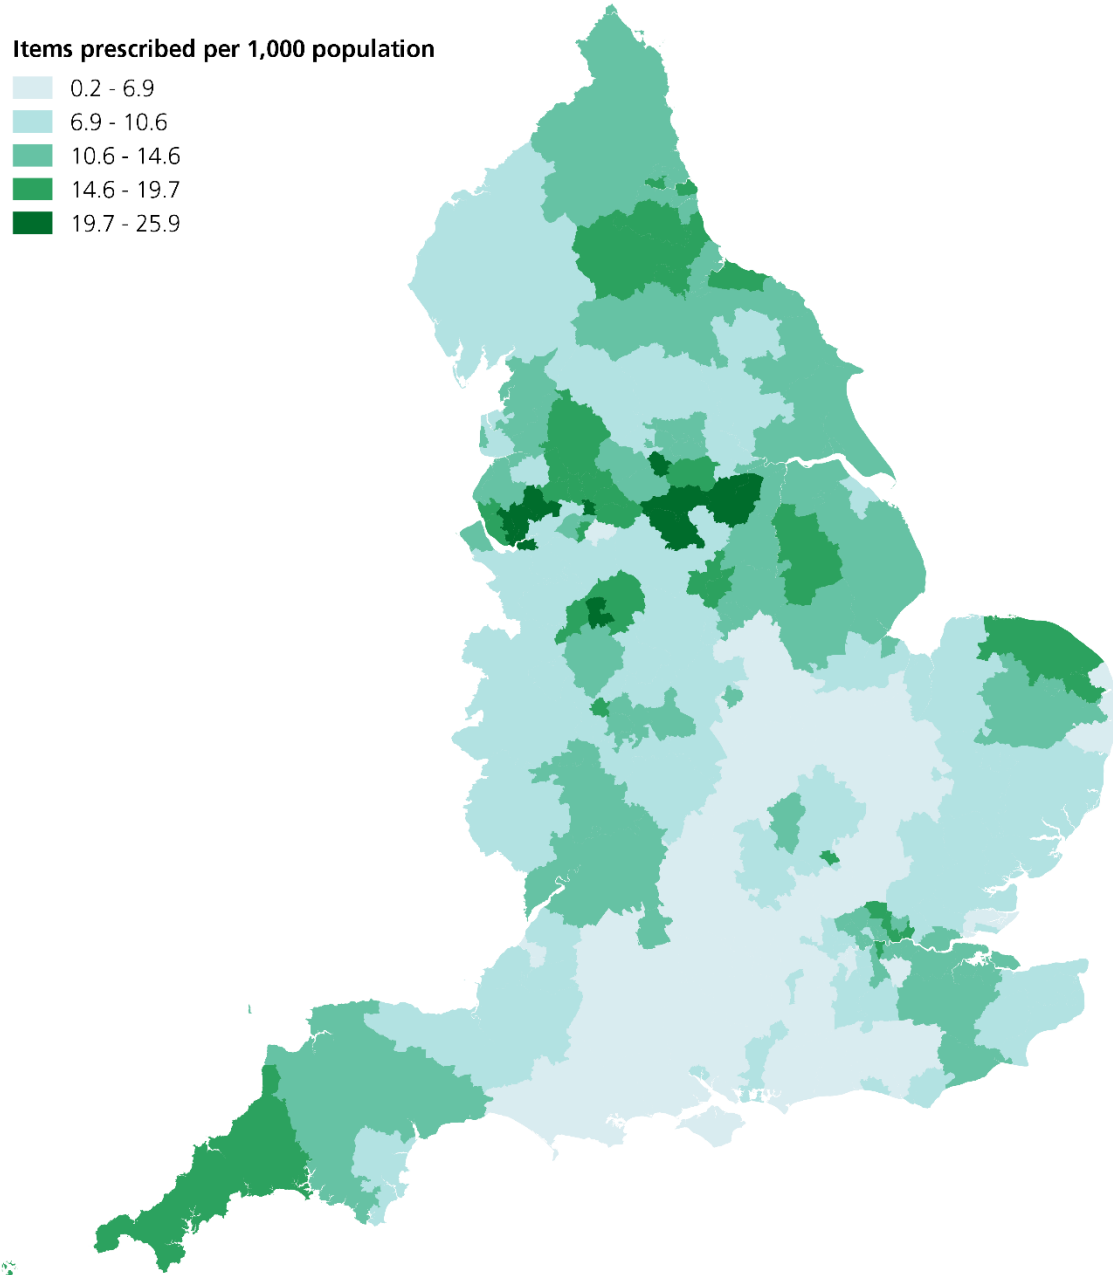 Items prescribed per 1,000 population
0.2 - 6.9
6.9 - 10.6
10.6 - 14.6
14.6 - 19.7
19.7 - 25.9